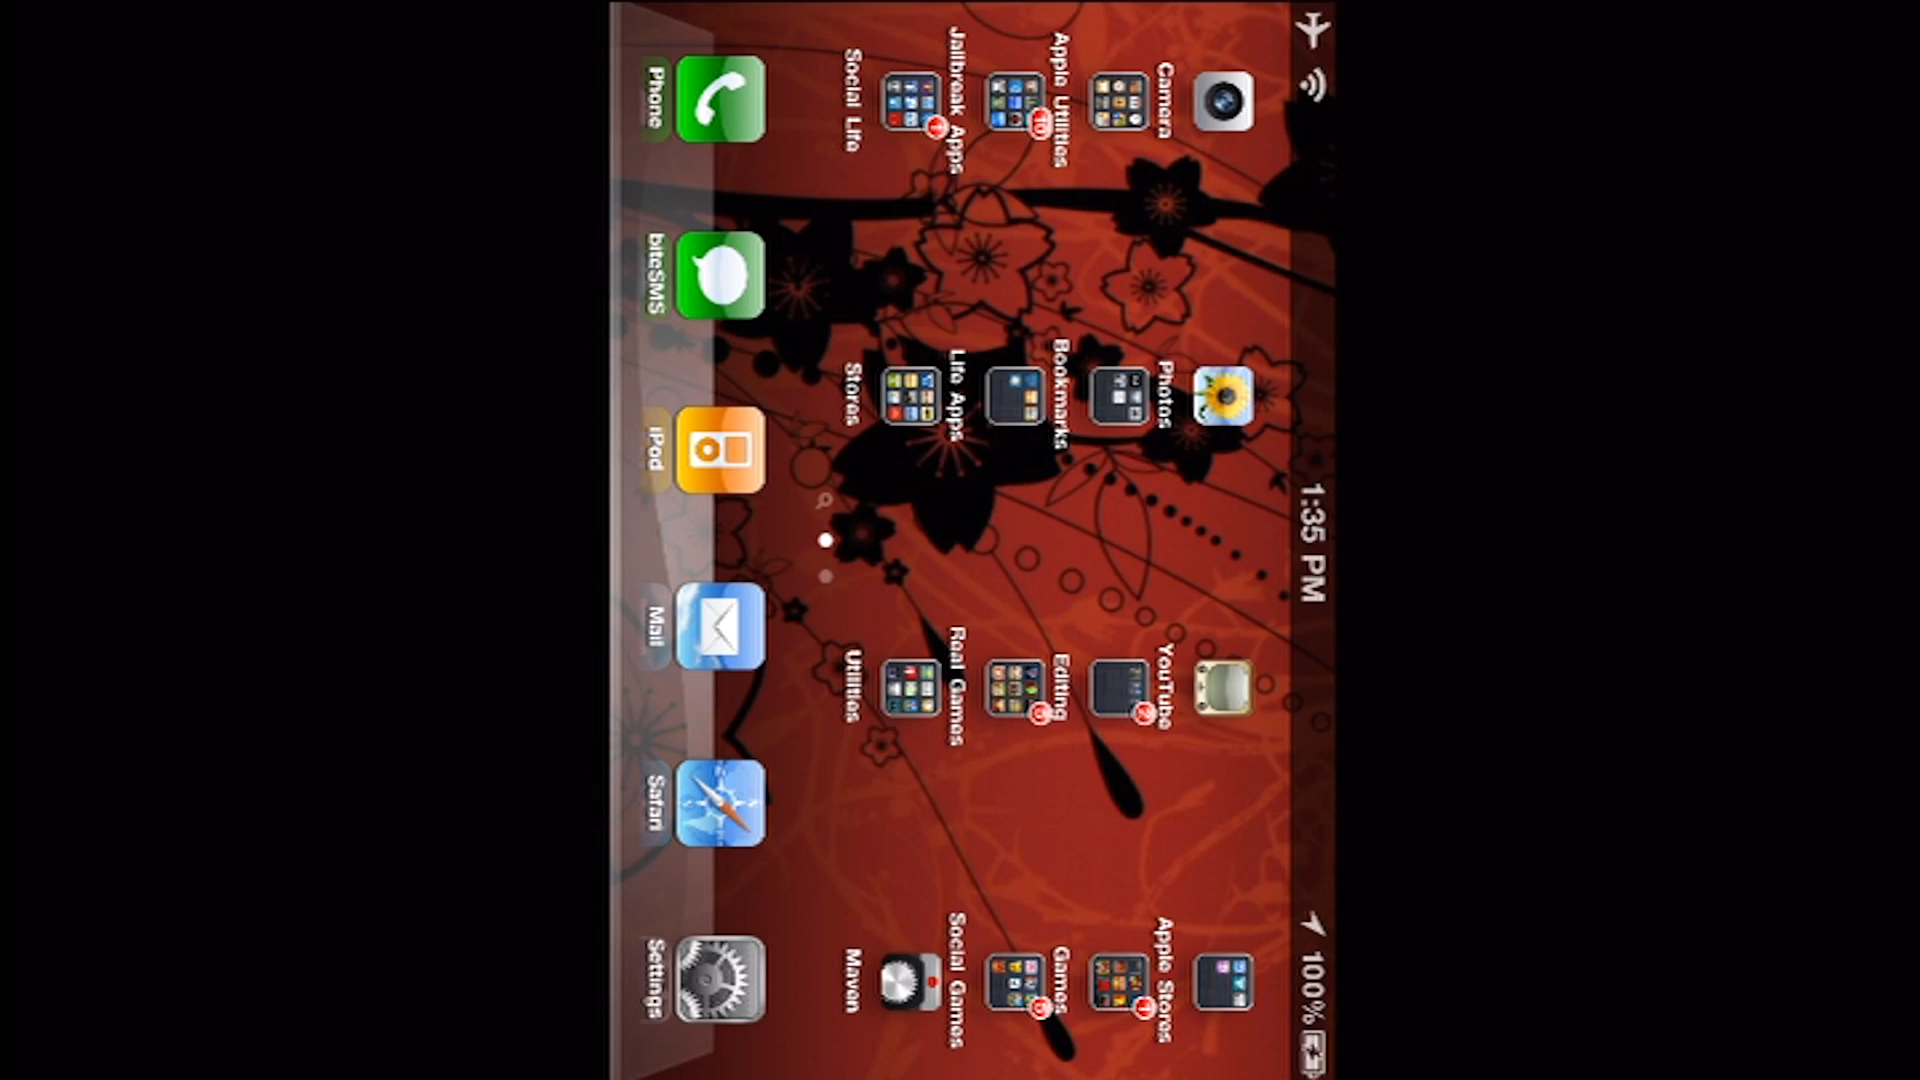 1:35 PM
100%
Camera
Photos
YouTube
Apple Stores
Apple Utilities
Bookmarks
Editing
Games
Jailbreak Apps
Life Apps
Real Games
Social Games
Social Life
Stores
Utilities
Maven
Phone
biteSMS
iPod
Mail
Safari
Settings